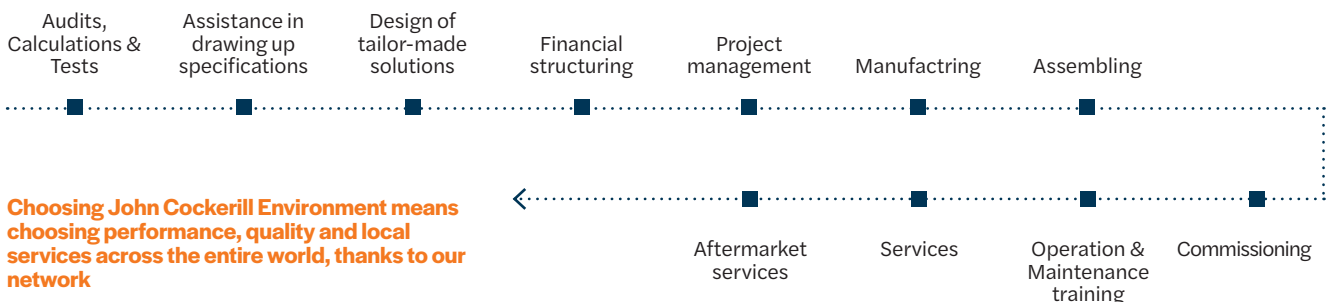 Audits,
Calculations &
Tests
Assistance in
drawing up
specifications
Design of
tailor-made
solutions
Financial
structuring
Project
management
Manufactring
Assembling
Choosing John Cockerill Environment means
choosing performance, quality and local
services across the entire world, thanks to our
network
Aftermarket
services
Services
Operation &
Maintenance
training
Commissioning